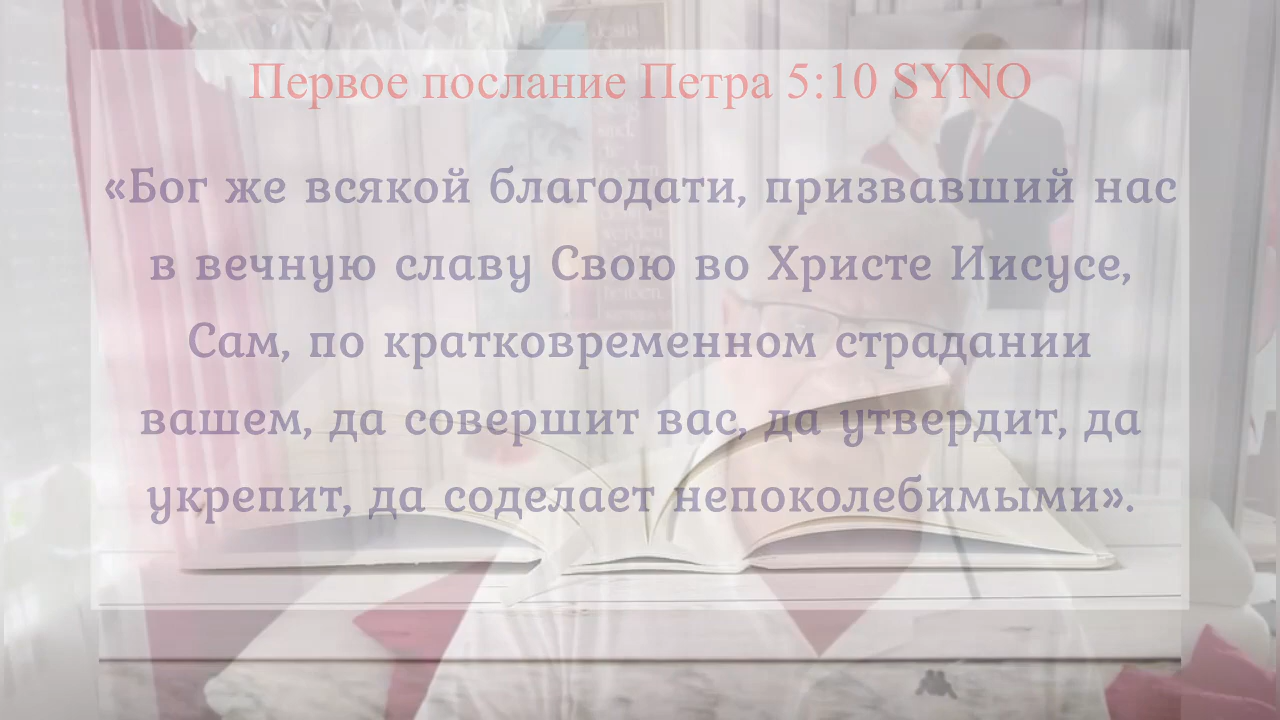 Первое послание Петра 5:10 SYNO
«Бог же всякой благодати, призвавший нас
в вечную славу Свою во Христе Иисусе,
Сам, по кратковременном страдании
вашем, да совершит вас, да утвердит, да
укрепит, да соделает непоколебимыми».